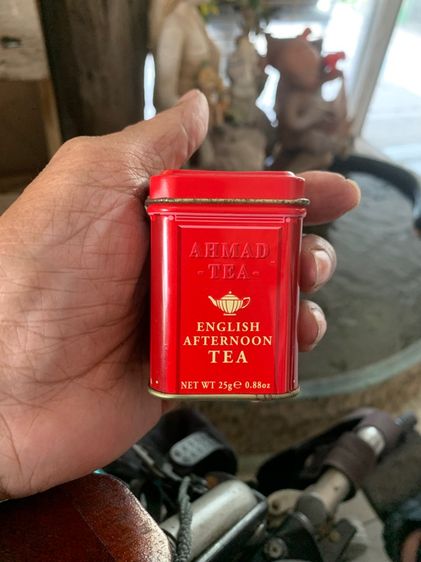 AHMAD
- TEA -
ENGLISH
AFTERNOON
TEA
NET WT 25g℮ 0.88oz